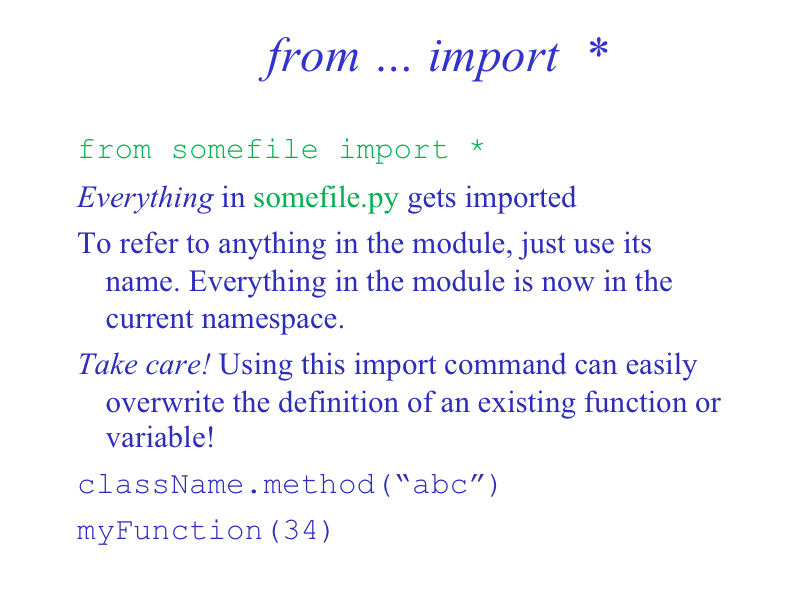 from … import *
from somefile import *
Everything in somefile.py gets imported
To refer to anything in the module, just use its
name. Everything in the module is now in the
current namespace.
Take care! Using this import command can easily
overwrite the definition of an existing function or
variable!
className.method(“abc”)
myFunction(34)